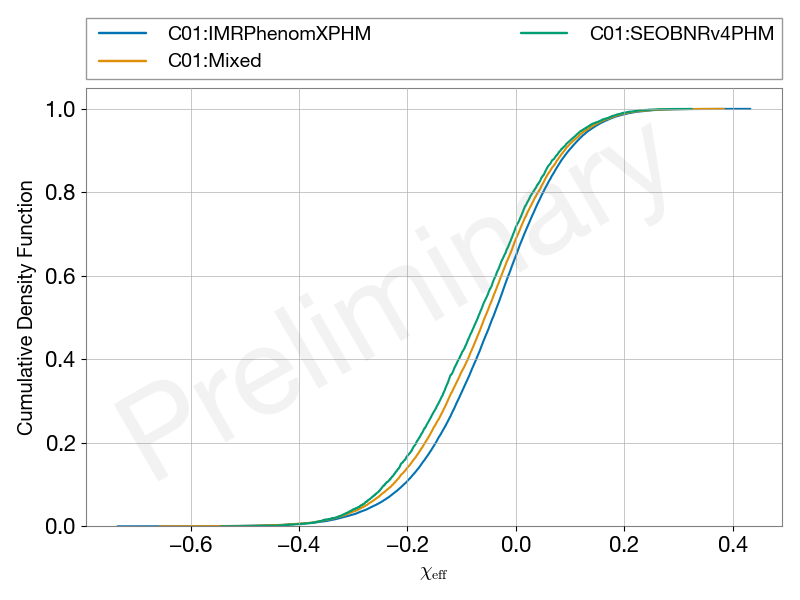 C01:IMRPhenomXPHM
C01:Mixed
C01:SEOBNRv4PHM
1.0
0.8
0.6
0.4
0.2
0.0
Cumulative Density Function
Preliminary
−0.6 −0.4 −0.2 0.0 0.2 0.4
χeff